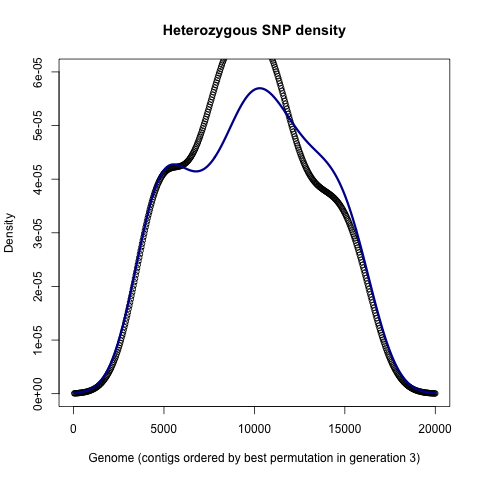 Heterozygous SNP density
Density
6e-05
5e-05
4e-05
3e-05
2e-05
1e-05
0e+00
0 5000 10000 15000 20000
Genome (contigs ordered by best permutation in generation 3)